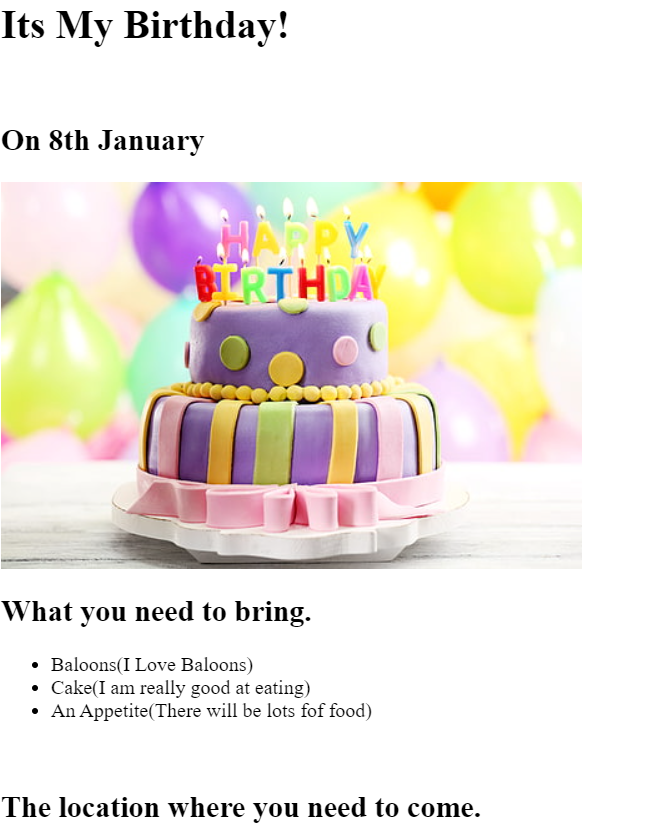 Its My Birthday!
On 8th January
HAPPY
BIRTHDAY
What you need to bring.
Baloons(I Love Baloons)
Cake(I am really good at eating)
An Appetite(There will be lots fof food)
The location where you need to come.